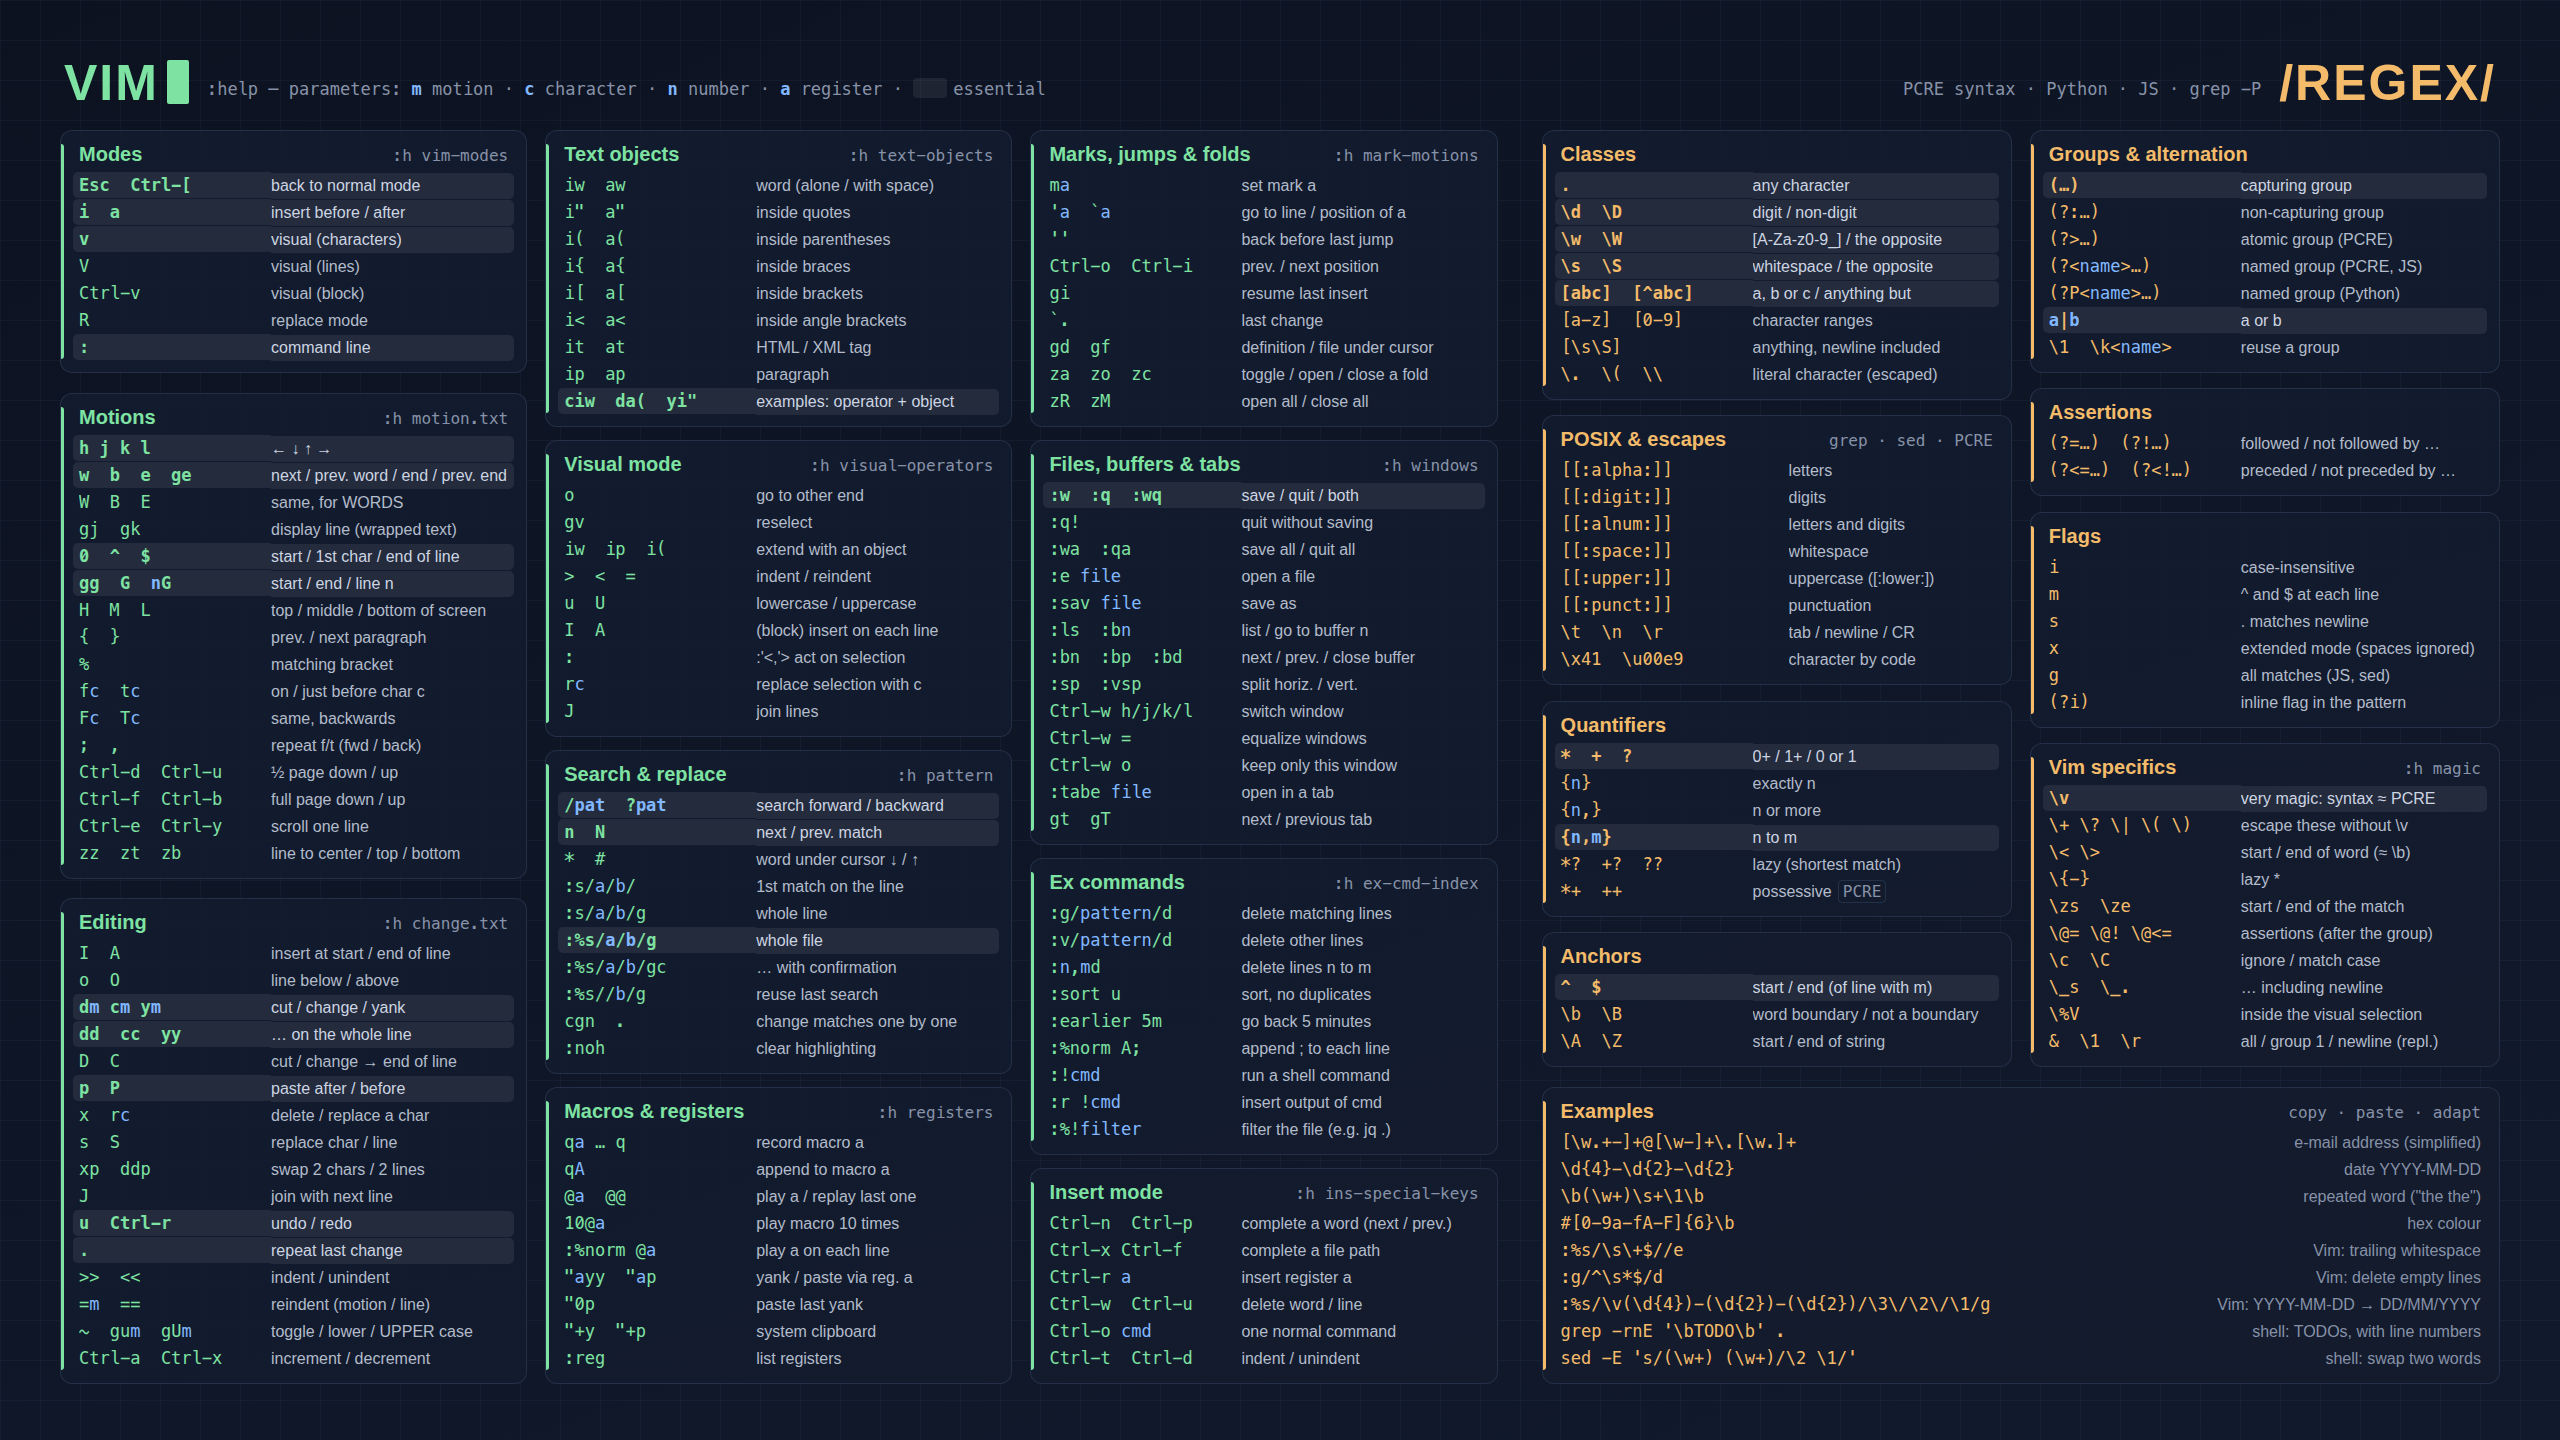 VIM
:help – parameters: m motion · c character · n number · a register · essential
PCRE syntax · Python · JS · grep -P
/REGEX/
Modes :h vim-modes
Esc Ctrl-[ back to normal mode
i a insert before / after
v visual (characters)
V visual (lines)
Ctrl-v visual (block)
R replace mode
: command line
Motions :h motion.txt
h j k l ← ↓ ↑ →
w b e ge next / prev. word / end / prev. end
W B E same, for WORDS
gj gk display line (wrapped text)
0 ^ $ start / 1st char / end of line
gg G nG start / end / line n
H M L top / middle / bottom of screen
{ } prev. / next paragraph
% matching bracket
fc tc on / just before char c
Fc Tc same, backwards
; , repeat f/t (fwd / back)
Ctrl-d Ctrl-u ½ page down / up
Ctrl-f Ctrl-b full page down / up
Ctrl-e Ctrl-y scroll one line
zz zt zb line to center / top / bottom
Editing :h change.txt
I A insert at start / end of line
o O line below / above
dm cm ym cut / change / yank
dd cc yy … on the whole line
D C cut / change → end of line
p P paste after / before
x rc delete / replace a char
s S replace char / line
xp ddp swap 2 chars / 2 lines
J join with next line
u Ctrl-r undo / redo
. repeat last change
>> << indent / unindent
=m == reindent (motion / line)
~ gum gUm toggle / lower / UPPER case
Ctrl-a Ctrl-x increment / decrement
Text objects :h text-objects
iw aw word (alone / with space)
i" a" inside quotes
i( a( inside parentheses
i{ a{ inside braces
i[ a[ inside brackets
i< a< inside angle brackets
it at HTML / XML tag
ip ap paragraph
ciw da( yi" examples: operator + object
Visual mode :h visual-operators
o go to other end
gv reselect
iw ip i( extend with an object
> < = indent / reindent
u U lowercase / uppercase
I A (block) insert on each line
: :'<,'> act on selection
rc replace selection with c
J join lines
Search & replace :h pattern
/pat ?pat search forward / backward
n N next / prev. match
* # word under cursor ↓ / ↑
:s/a/b/ 1st match on the line
:s/a/b/g whole line
:%s/a/b/g whole file
:%s/a/b/gc … with confirmation
:%s//b/g reuse last search
cgn . change matches one by one
:noh clear highlighting
Macros & registers :h registers
qa … q record macro a
qA append to macro a
@a @@ play a / replay last one
10@a play macro 10 times
:%norm @a play a on each line
"ayy "ap yank / paste via reg. a
"0p paste last yank
"+y "+p system clipboard
:reg list registers
Marks, jumps & folds :h mark-motions
ma set mark a
'a `a go to line / position of a
'' back before last jump
Ctrl-o Ctrl-i prev. / next position
gi resume last insert
`. last change
gd gf definition / file under cursor
za zo zc toggle / open / close a fold
zR zM open all / close all
Files, buffers & tabs :h windows
:w :q :wq save / quit / both
:q! quit without saving
:wa :qa save all / quit all
:e file open a file
:sav file save as
:ls :bn list / go to buffer n
:bn :bp :bd next / prev. / close buffer
:sp :vsp split horiz. / vert.
Ctrl-w h/j/k/l switch window
Ctrl-w = equalize windows
Ctrl-w o keep only this window
:tabe file open in a tab
gt gT next / previous tab
Ex commands :h ex-cmd-index
:g/pattern/d delete matching lines
:v/pattern/d delete other lines
:n,md delete lines n to m
:sort u sort, no duplicates
:earlier 5m go back 5 minutes
:%norm A; append ; to each line
:!cmd run a shell command
:r !cmd insert output of cmd
:%!filter filter the file (e.g. jq .)
Insert mode :h ins-special-keys
Ctrl-n Ctrl-p complete a word (next / prev.)
Ctrl-x Ctrl-f complete a file path
Ctrl-r a insert register a
Ctrl-w Ctrl-u delete word / line
Ctrl-o cmd one normal command
Ctrl-t Ctrl-d indent / unindent
Classes
. any character
\d \D digit / non-digit
\w \W [A-Za-z0-9_] / the opposite
\s \S whitespace / the opposite
[abc] [^abc] a, b or c / anything but
[a-z] [0-9] character ranges
[\s\S] anything, newline included
\. \( \\ literal character (escaped)
POSIX & escapes grep · sed · PCRE
[[:alpha:]] letters
[[:digit:]] digits
[[:alnum:]] letters and digits
[[:space:]] whitespace
[[:upper:]] uppercase ([:lower:])
[[:punct:]] punctuation
\t \n \r tab / newline / CR
\x41 \u00e9 character by code
Quantifiers
* + ? 0+ / 1+ / 0 or 1
{n} exactly n
{n,} n or more
{n,m} n to m
*? +? ?? lazy (shortest match)
*+ ++ possessive PCRE
Anchors
^ $ start / end (of line with m)
\b \B word boundary / not a boundary
\A \Z start / end of string
Groups & alternation
(…) capturing group
(?:…) non-capturing group
(?>…) atomic group (PCRE)
(?<name>…) named group (PCRE, JS)
(?P<name>…) named group (Python)
a|b a or b
\1 \k<name> reuse a group
Assertions
(?=…) (?!…) followed / not followed by …
(?<=…) (?<!…) preceded / not preceded by …
Flags
i case-insensitive
m ^ and $ at each line
s . matches newline
x extended mode (spaces ignored)
g all matches (JS, sed)
(?i) inline flag in the pattern
Vim specifics :h magic
\v very magic: syntax ≈ PCRE
\+ \? \| \( \) escape these without \v
\< \> start / end of word (≈ \b)
\{-} lazy *
\zs \ze start / end of the match
\@= \@! \@<= assertions (after the group)
\c \C ignore / match case
\_s \_. … including newline
\%V inside the visual selection
& \1 \r all / group 1 / newline (repl.)
Examples copy · paste · adapt
[\w.+-]+@[\w-]+\.[\w.]+ e-mail address (simplified)
\d{4}-\d{2}-\d{2} date YYYY-MM-DD
\b(\w+)\s+\1\b repeated word ("the the")
#[0-9a-fA-F]{6}\b hex colour
:%s/\s\+$//e Vim: trailing whitespace
:g/^\s*$/d Vim: delete empty lines
:%s/\v(\d{4})-(\d{2})-(\d{2})/\3\/\2\/\1/g Vim: YYYY-MM-DD → DD/MM/YYYY
grep -rnE '\bTODO\b' . shell: TODOs, with line numbers
sed -E 's/(\w+) (\w+)/\2 \1/' shell: swap two words